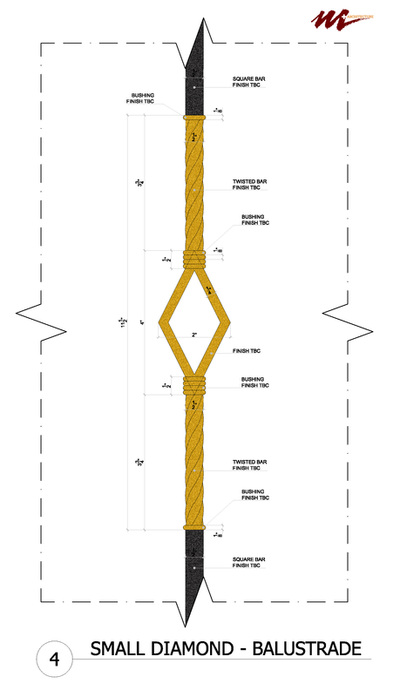 SQUARE BAR
FINISH TBC
BUSHING
FINISH TBC
TWISTED BAR
FINISH TBC
BUSHING
FINISH TBC
4"
2"
FINISH TBC
BUSHING
FINISH TBC
TWISTED BAR
FINISH TBC
BUSHING
FINISH TBC
SQUARE BAR
FINISH TBC
4
SMALL DIAMOND - BALUSTRADE